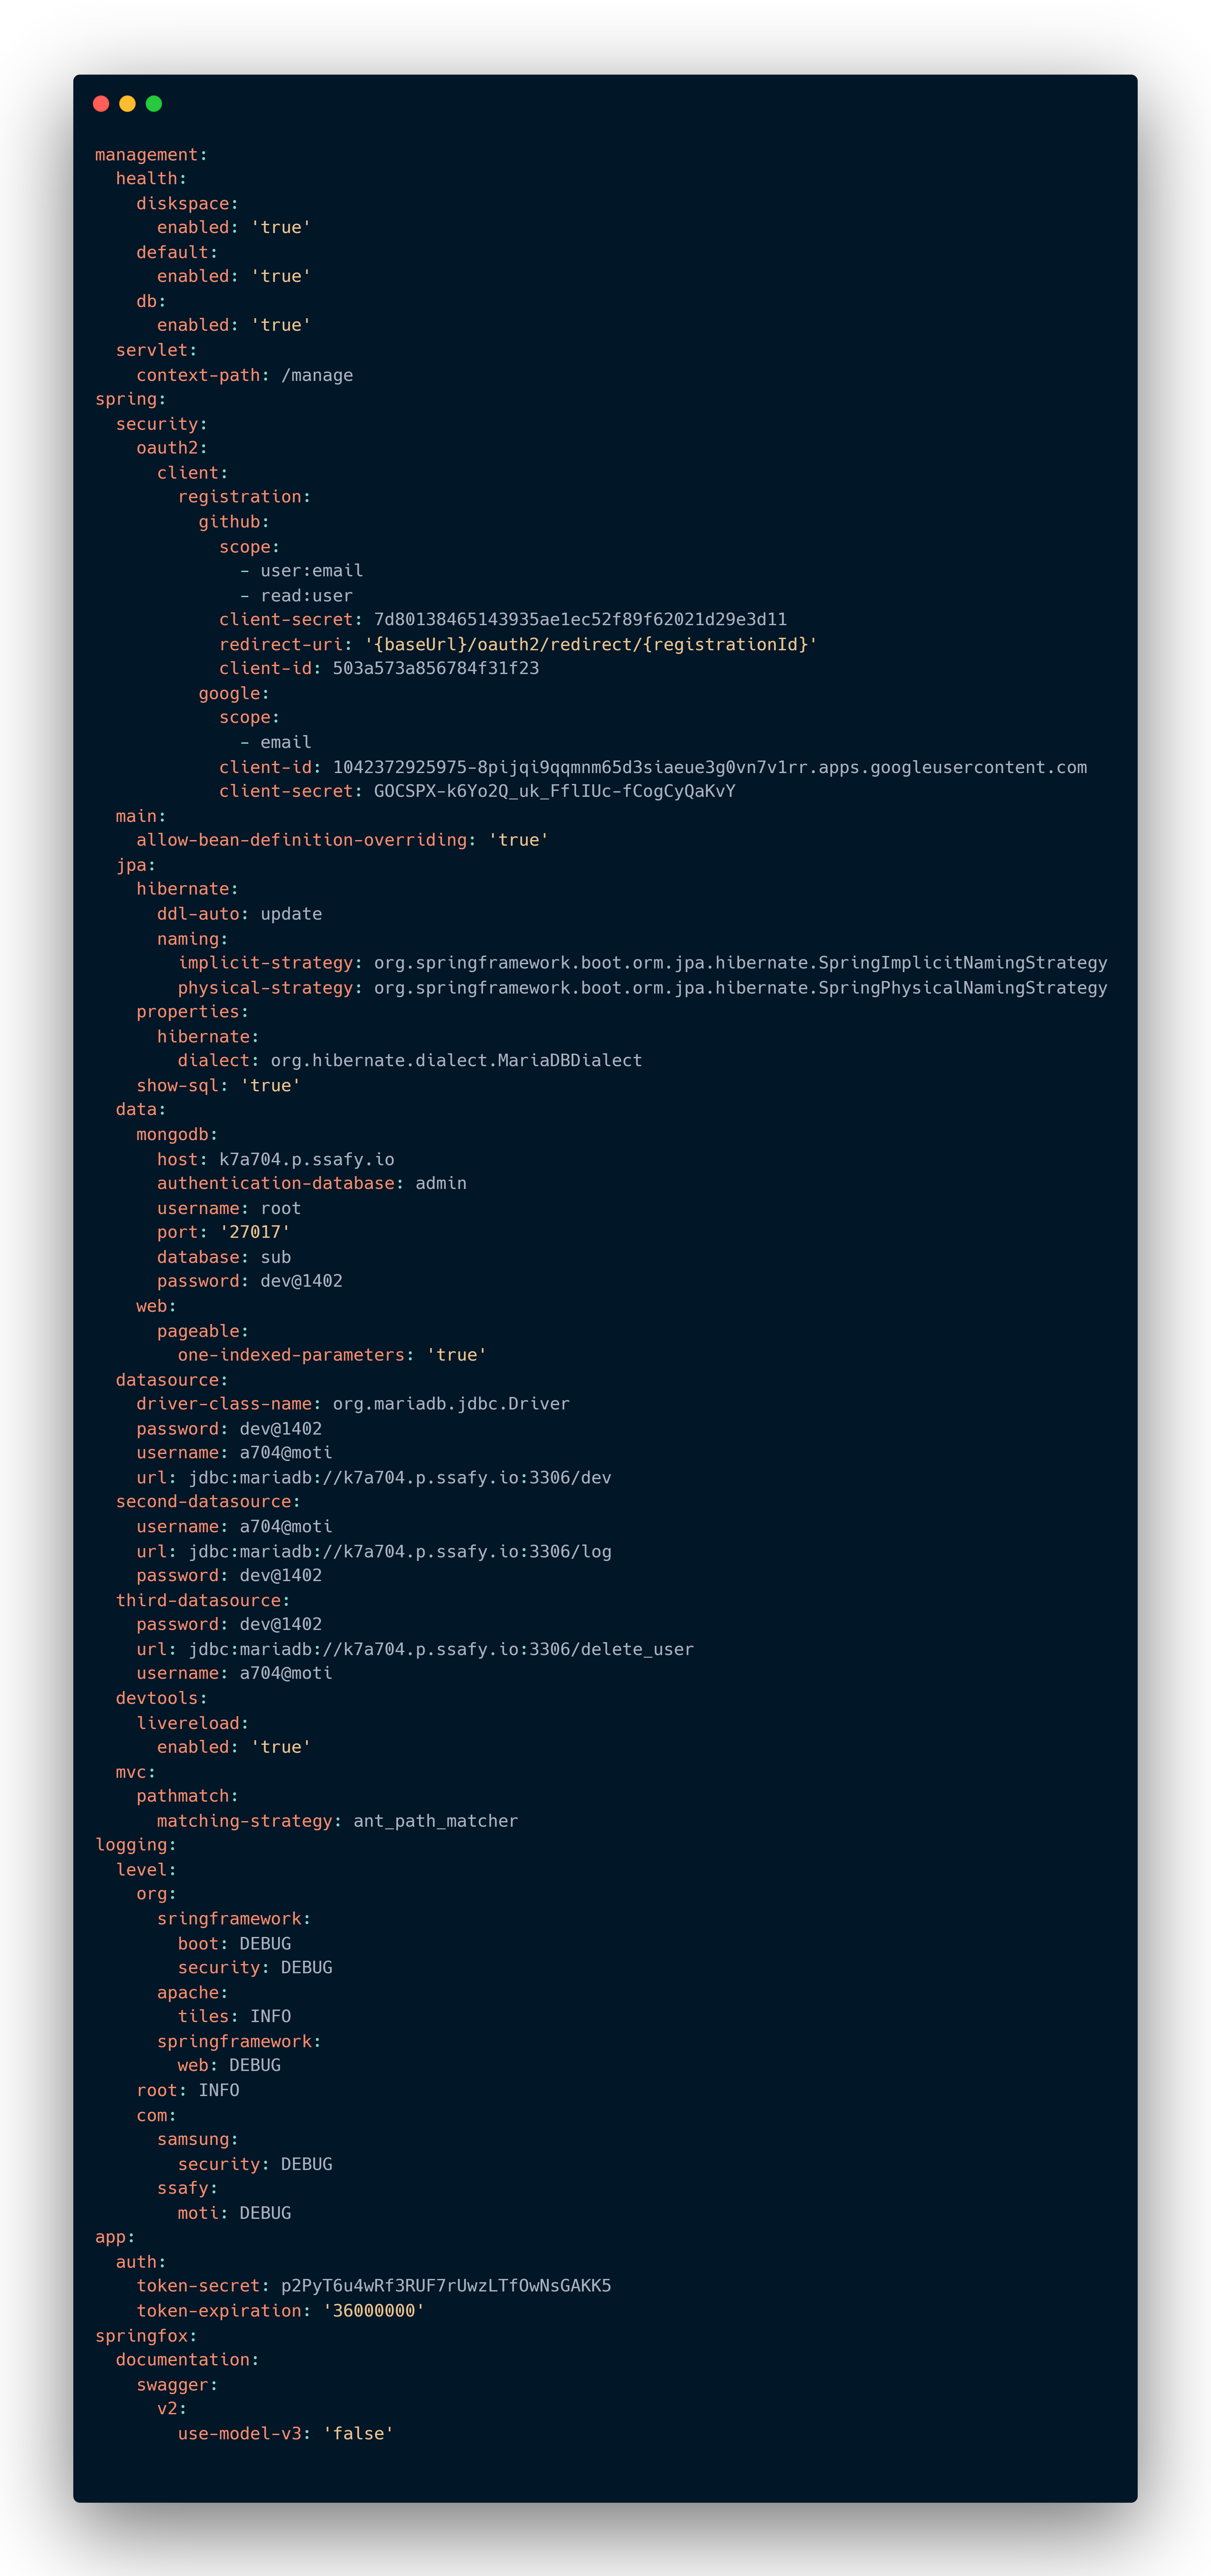 management:
  health:
    diskspace:
      enabled: 'true'
    default:
      enabled: 'true'
    db:
      enabled: 'true'
  servlet:
    context-path: /manage
spring:
  security:
    oauth2:
      client:
        registration:
          github:
            scope:
              - user:email
              - read:user
            client-secret: 7d80138465143935ae1ec52f89f62021d29e3d11
            redirect-uri: '{baseUrl}/oauth2/redirect/{registrationId}'
            client-id: 503a573a856784f31f23
          google:
            scope:
              - email
            client-id: 1042372925975-8pijqi9qqmnm65d3siaeue3g0vn7v1rr.apps.googleusercontent.com
            client-secret: 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
  main:
    allow-bean-definition-overriding: 'true'
  jpa:
    hibernate:
      ddl-auto: update
      naming:
        implicit-strategy: org.springframework.boot.orm.jpa.hibernate.SpringImplicitNamingStrategy
        physical-strategy: org.springframework.boot.orm.jpa.hibernate.SpringPhysicalNamingStrategy
    properties:
      hibernate:
        dialect: org.hibernate.dialect.MariaDBDialect
    show-sql: 'true'
  data:
    mongodb:
      host: k7a704.p.ssafy.io
      authentication-database: admin
      username: root
      port: '27017'
      database: sub
      password: dev@1402
    web:
      pageable:
        one-indexed-parameters: 'true'
  datasource:
    driver-class-name: org.mariadb.jdbc.Driver
    password: dev@1402
    username: a704@moti
    url: jdbc:mariadb://k7a704.p.ssafy.io:3306/dev
  second-datasource:
    username: a704@moti
    url: jdbc:mariadb://k7a704.p.ssafy.io:3306/log
    password: dev@1402
  third-datasource:
    password: dev@1402
    url: jdbc:mariadb://k7a704.p.ssafy.io:3306/delete_user
    username: a704@moti
  devtools:
    livereload:
      enabled: 'true'
  mvc:
    pathmatch:
      matching-strategy: ant_path_matcher
logging:
  level:
    org:
      sringframework:
        boot: DEBUG
        security: DEBUG
      apache:
        tiles: INFO
      springframework:
        web: DEBUG
    root: INFO
    com:
      samsung:
        security: DEBUG
      ssafy:
        moti: DEBUG
app:
  auth:
    token-secret: p2PyT6u4wRf3RUF7rUwzLTfOwNsGAKK5
    token-expiration: '36000000'
springfox:
  documentation:
    swagger:
      v2:
        use-model-v3: 'false'